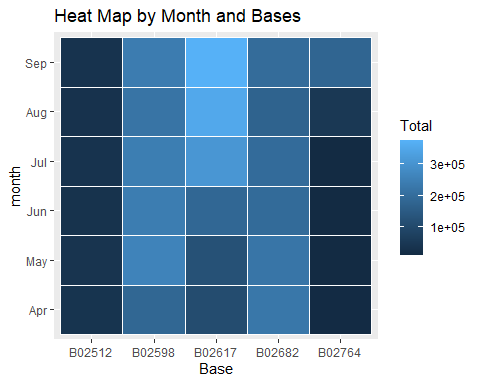 Heat Map by Month and Bases
Sep
Aug
Jul
Jun
May
Apr
month
B02512 B02598 B02617 B02682 B02764
Base
Total
3e+05
2e+05
1e+05